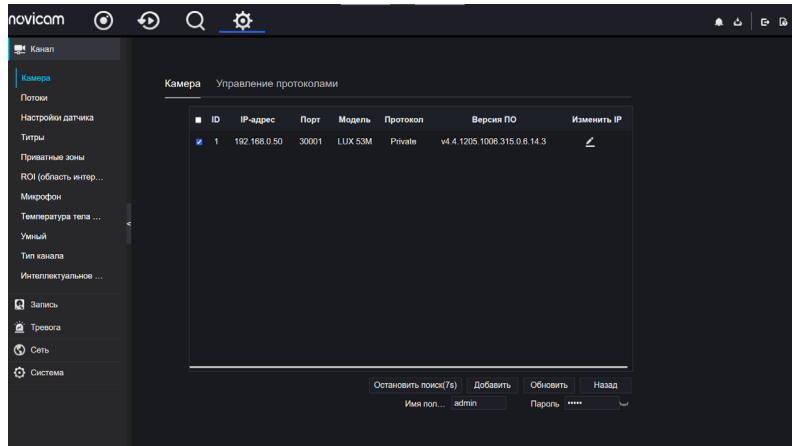 novicam
Канал
Камера
Потоки
Настройки датчика
Титры
Приватные зоны
ROI (область интер...
Микрофон
Температура тела ...
Умный
Тип канала
Интеллектуальное ...
Запись
Тревога
Сеть
Система
Камера Управление протоколами
ID IP-адрес Порт Модель Протокол Версия ПО Изменить IP
1 192.168.0.50 30001 LUX 53M Private v4.4.1205.1006.315.0.6.14.3
Остановить поиск(7s) Добавить Обновить Назад
Имя пол... admin Пароль •••••